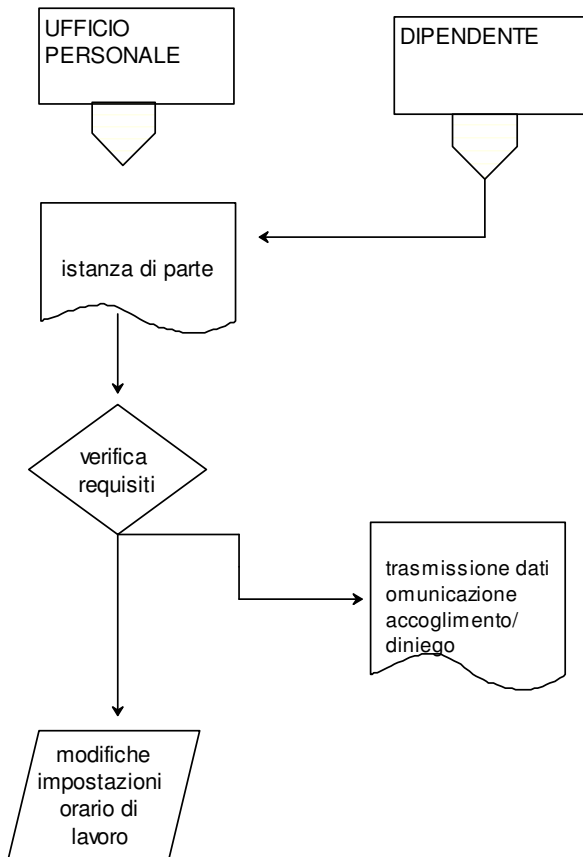 UFFICIO
PERSONALE
DIPENDENTE
istanza di parte
verifica
requisiti
trasmissione dati
omunicazione
accoglimento/
diniego
modifiche
impostazioni
orario di
lavoro